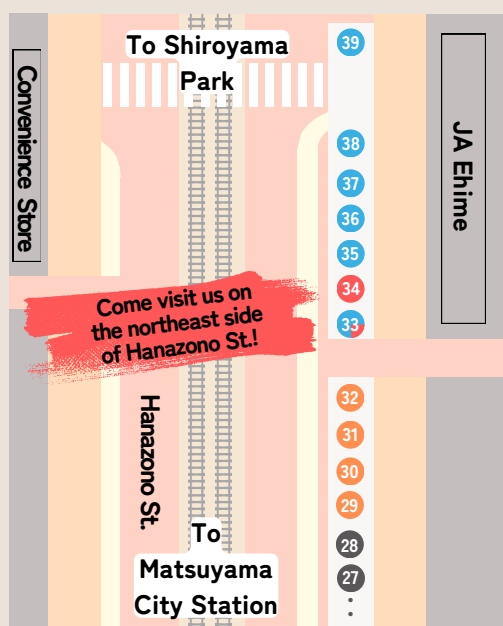 To Shiroyama
Park
39
Convenience Store
JA Ehime
38
37
36
35
34
33
Come visit us on
the northeast side
of Hanazono St.!
32
31
30
29
28
27
Hanazono St.
To
Matsuyama
City Station